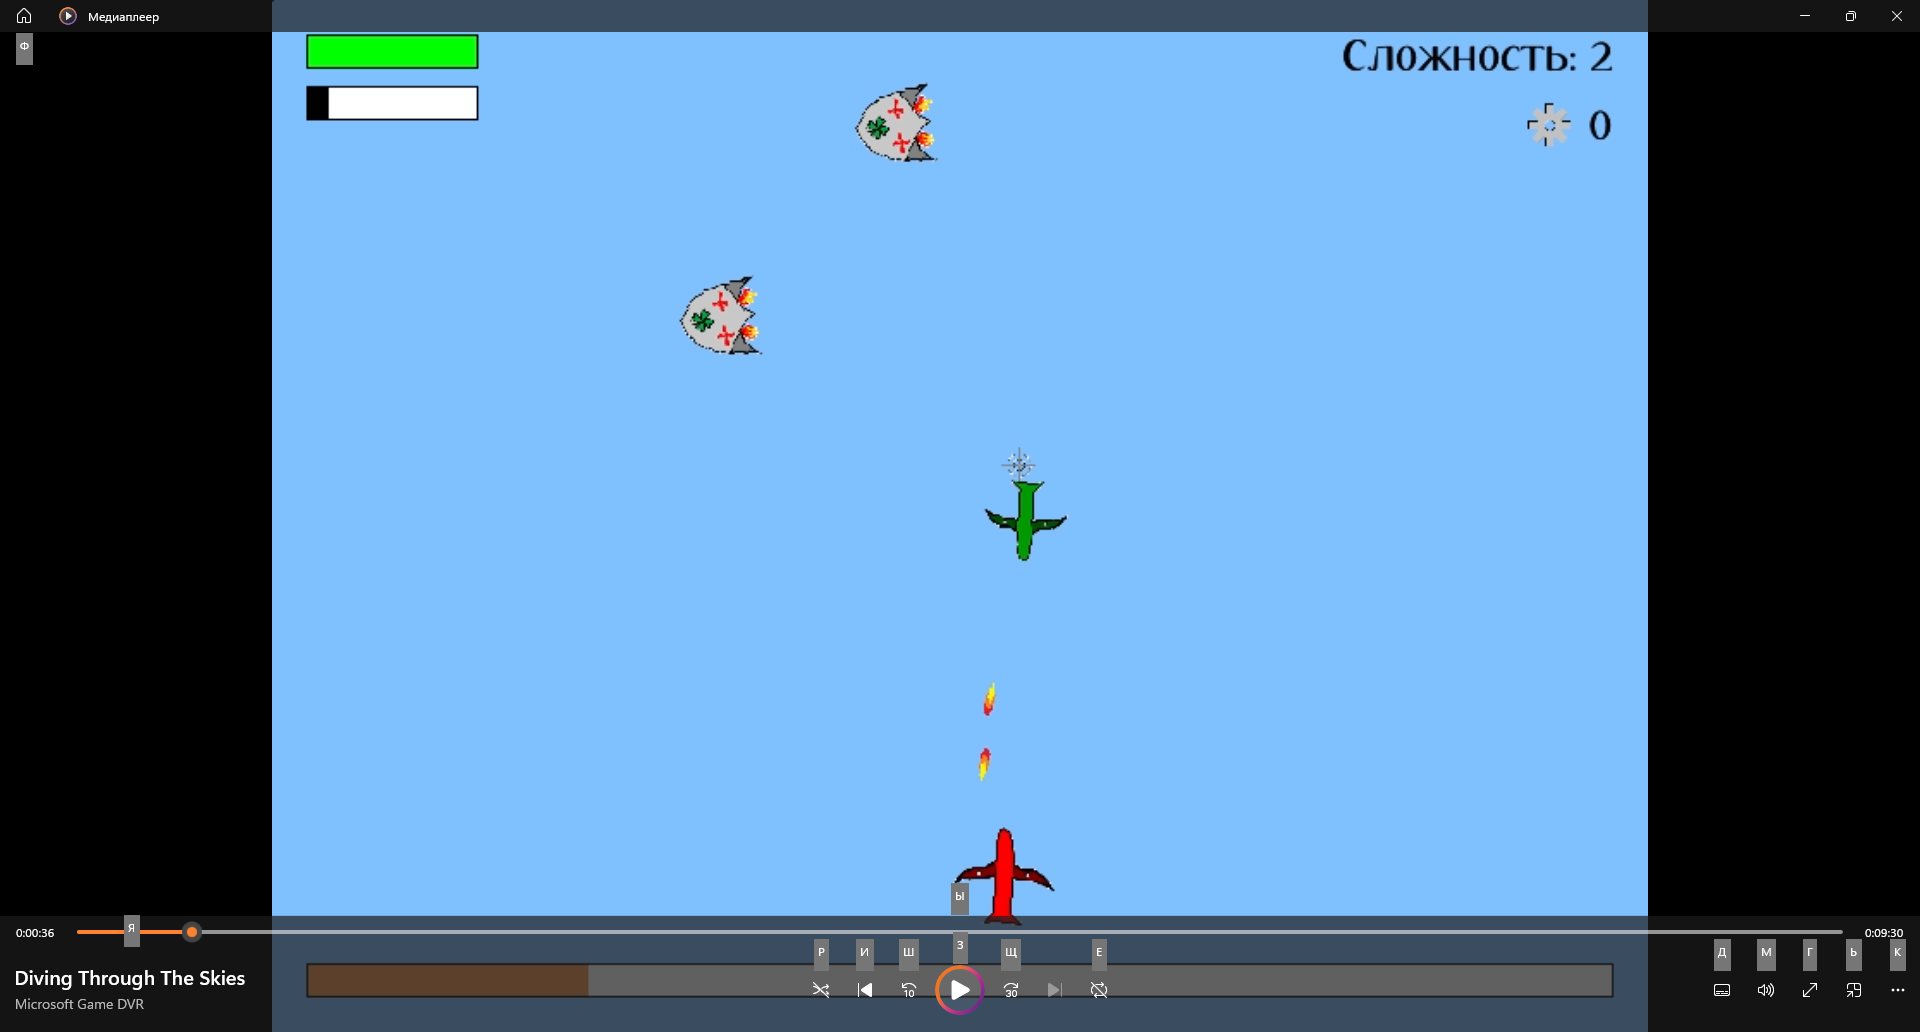 Медиаплеер
Ф
Сложность: 2
0
Ы
0:00:36
Я
0:09:30
Р
И
Ш
З
Щ
Е
Д
М
Г
Ь
К
Diving Through The Skies
Microsoft Game DVR
10
30